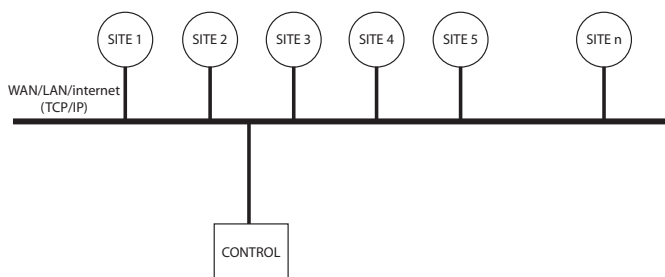 SITE 1
SITE 2
SITE 3
SITE 4
SITE 5
SITE n
WAN/LAN/internet
(TCP/IP)
CONTROL